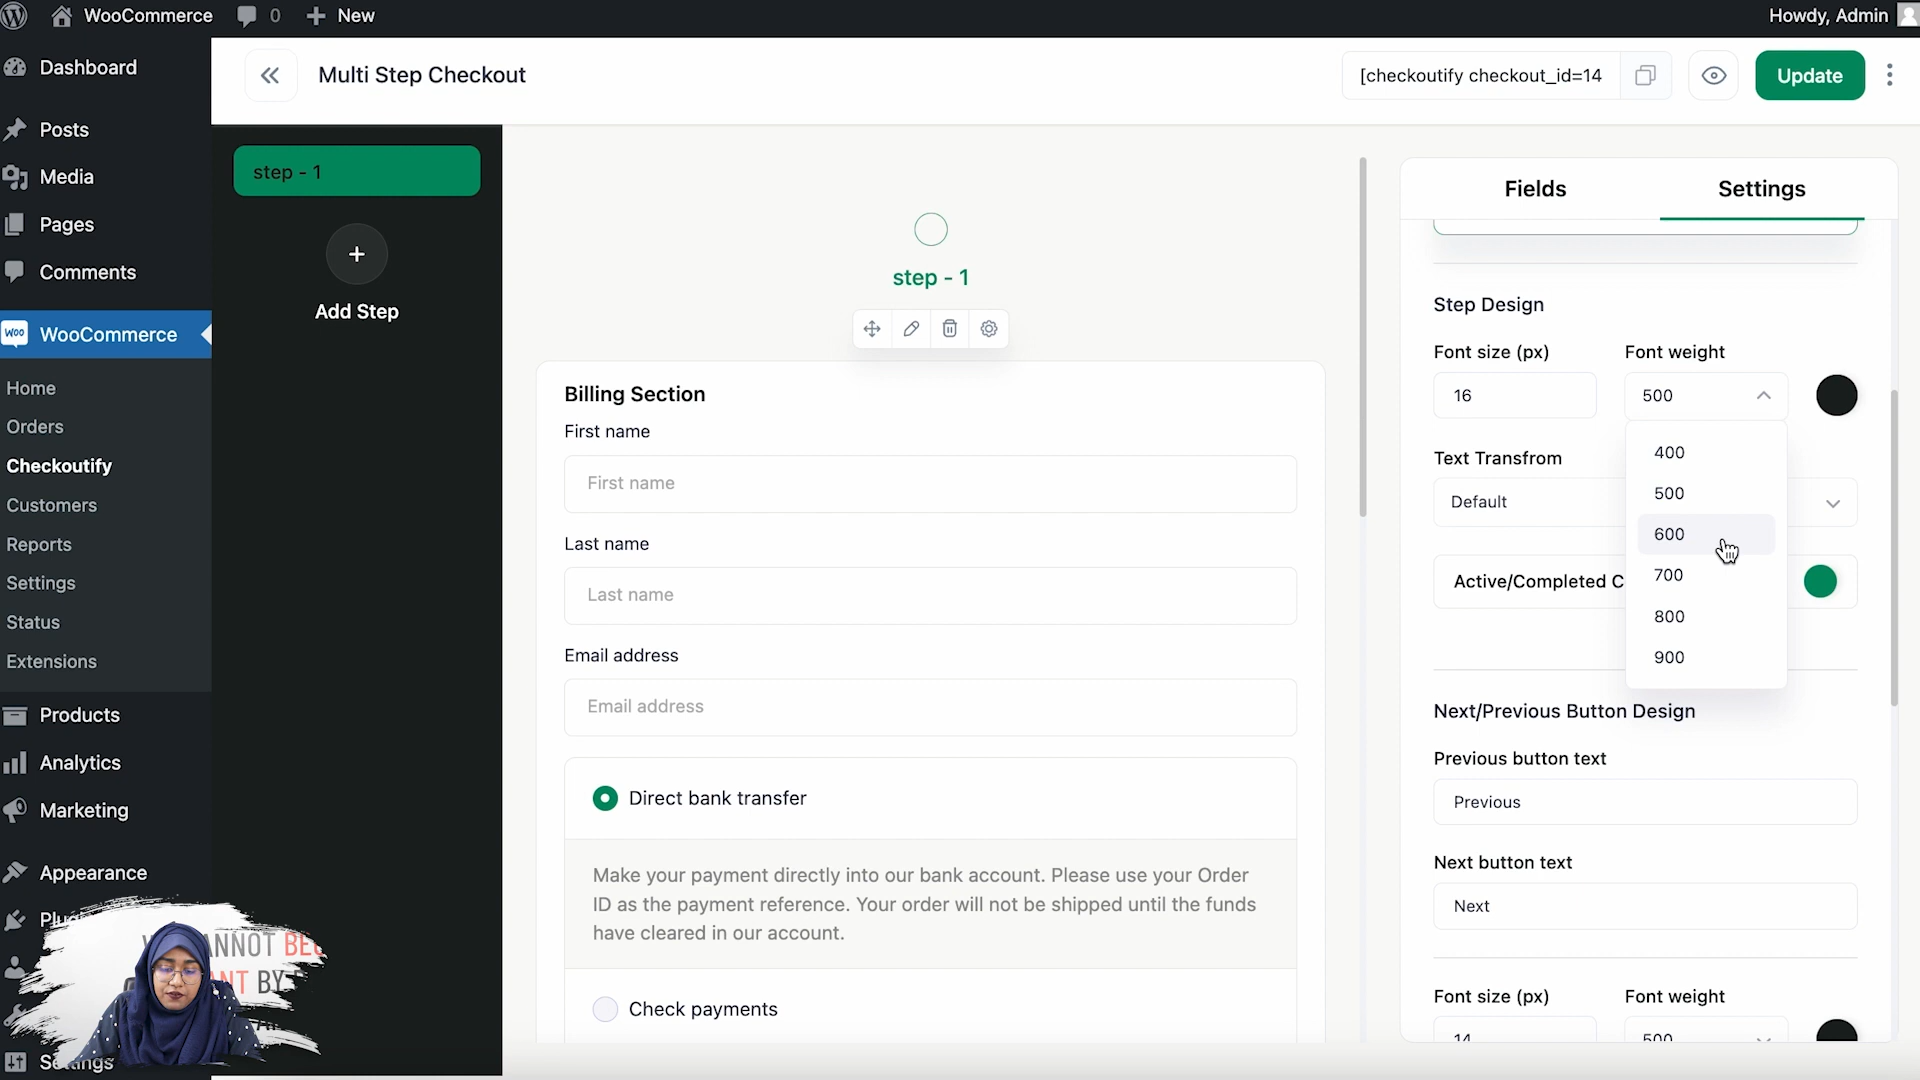 WooCommerce
0
New
Howdy, Admin
Dashboard
Posts
Media
Pages
Comments
woo WooCommerce
Home
Orders
Checkoutify
Customers
Reports
Settings
Status
Extensions
Products
Analytics
Marketing
Appearance
Settings
Multi Step Checkout
[checkoutify checkout_id=14
Update
step - 1
+
Add Step
step - 1
Billing Section
First name
First name
Last name
Last name
Email address
Email address
Direct bank transfer
Make your payment directly into our bank account. Please use your Order
ID as the payment reference. Your order will not be shipped until the funds
have cleared in our account.
Check payments
Fields
Settings
Step Design
Font size (px)
Font weight
16
500
400
500
600
700
800
900
Text Transfrom
Default
Active/Completed C
Next/Previous Button Design
Previous button text
Previous
Next button text
Next
Font size (px)
Font weight
14
500